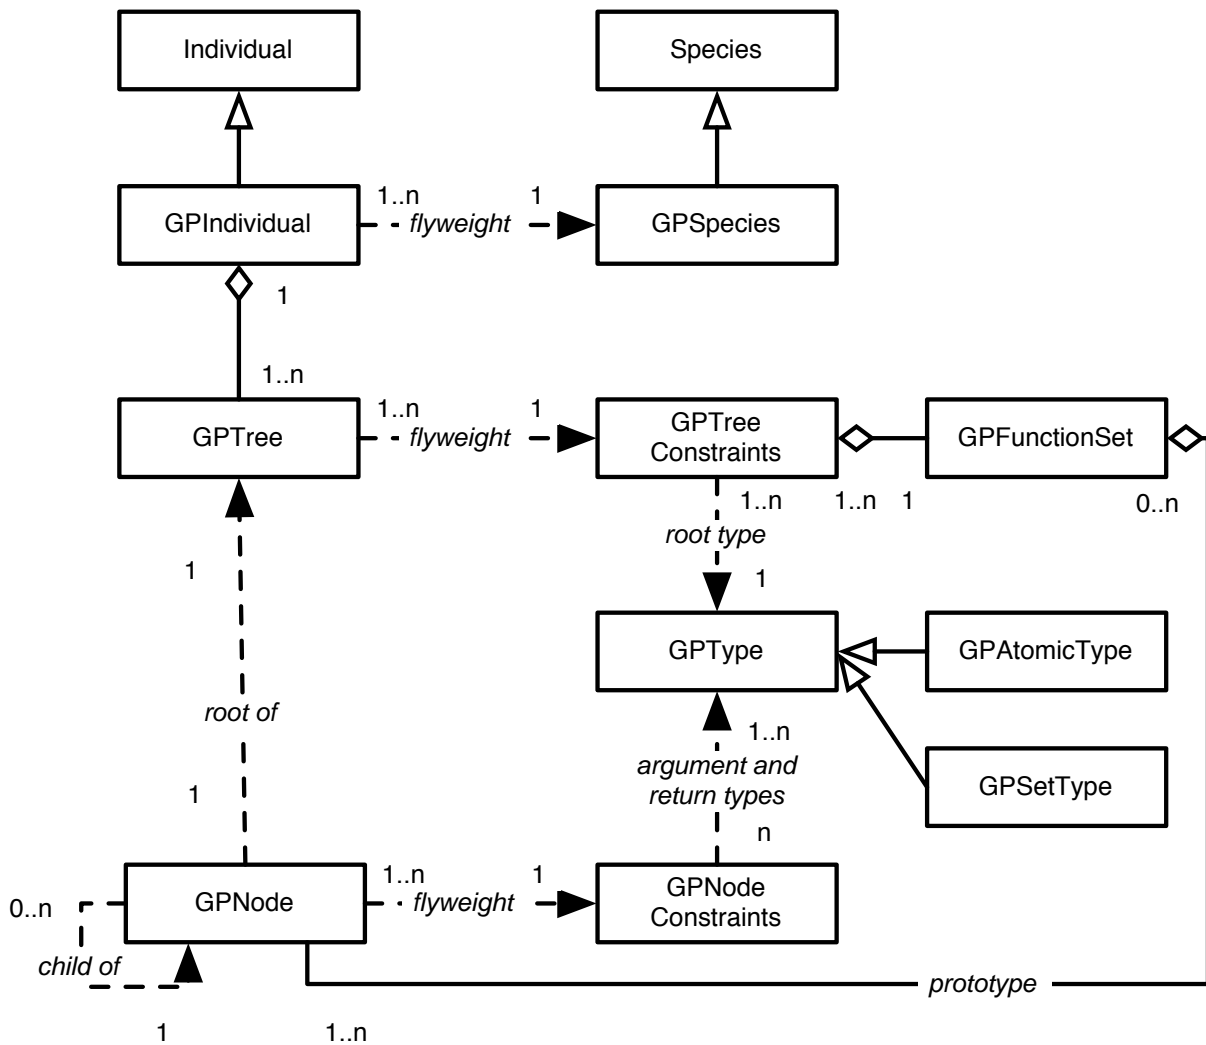 Individual
Species
GPIndividual
1..n
flyweight
1
GPSpecies
1
1..n
GPTree
1..n
flyweight
1
GPTree
Constraints
GPFunctionSet
1..n
1..n
1
0..n
root type
1
1
GPType
GPAtomicType
root of
1..n
argument and
return types
GPSetType
1
n
0..n
GPNode
1..n
flyweight
1
GPNode
Constraints
child of
prototype
1
1..n